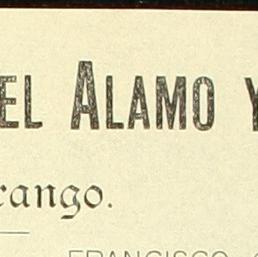 EL ALAMO Y
rango.
FRANCISCO